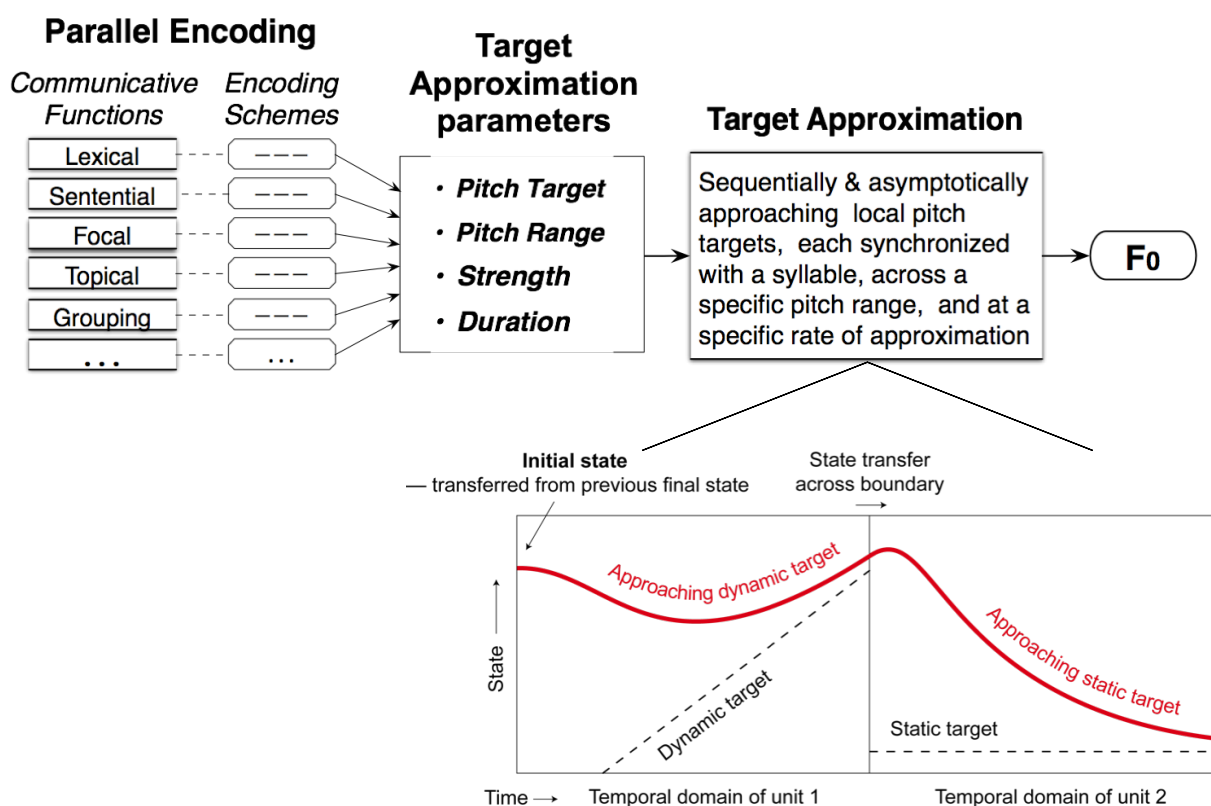 Parallel Encoding
Communicative
Functions
Encoding
Schemes
Lexical
– – –
Sentential
– – –
Focal
– – –
Topical
– – –
Grouping
– – –
. . .
. . .
Target
Approximation
parameters
· Pitch Target
· Pitch Range
· Strength
· Duration
Target Approximation
Sequentially & asymptotically
approaching local pitch
targets, each synchronized
with a syllable, across a
specific pitch range, and at a
specific rate of approximation
F0
Initial state
— transferred from previous final state
State transfer
across boundary
Approaching dynamic target
Dynamic target
Approaching static target
Static target
State
Time
Temporal domain of unit 1
Temporal domain of unit 2